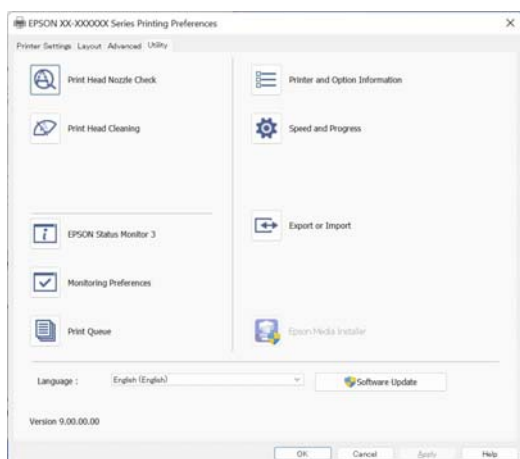 EPSON XX-XXXXXX Series Printing Preferences
Printer Settings Layout Advanced Utility
Print Head Nozzle Check
Printer and Option Information
Print Head Cleaning
Speed and Progress
Export or Import
EPSON Status Monitor 3
Monitoring Preferences
Print Queue
Epson Media Installer
Language :
English (English)
Software Update
Version 9.00.00.00
OK Cancel Apply Help